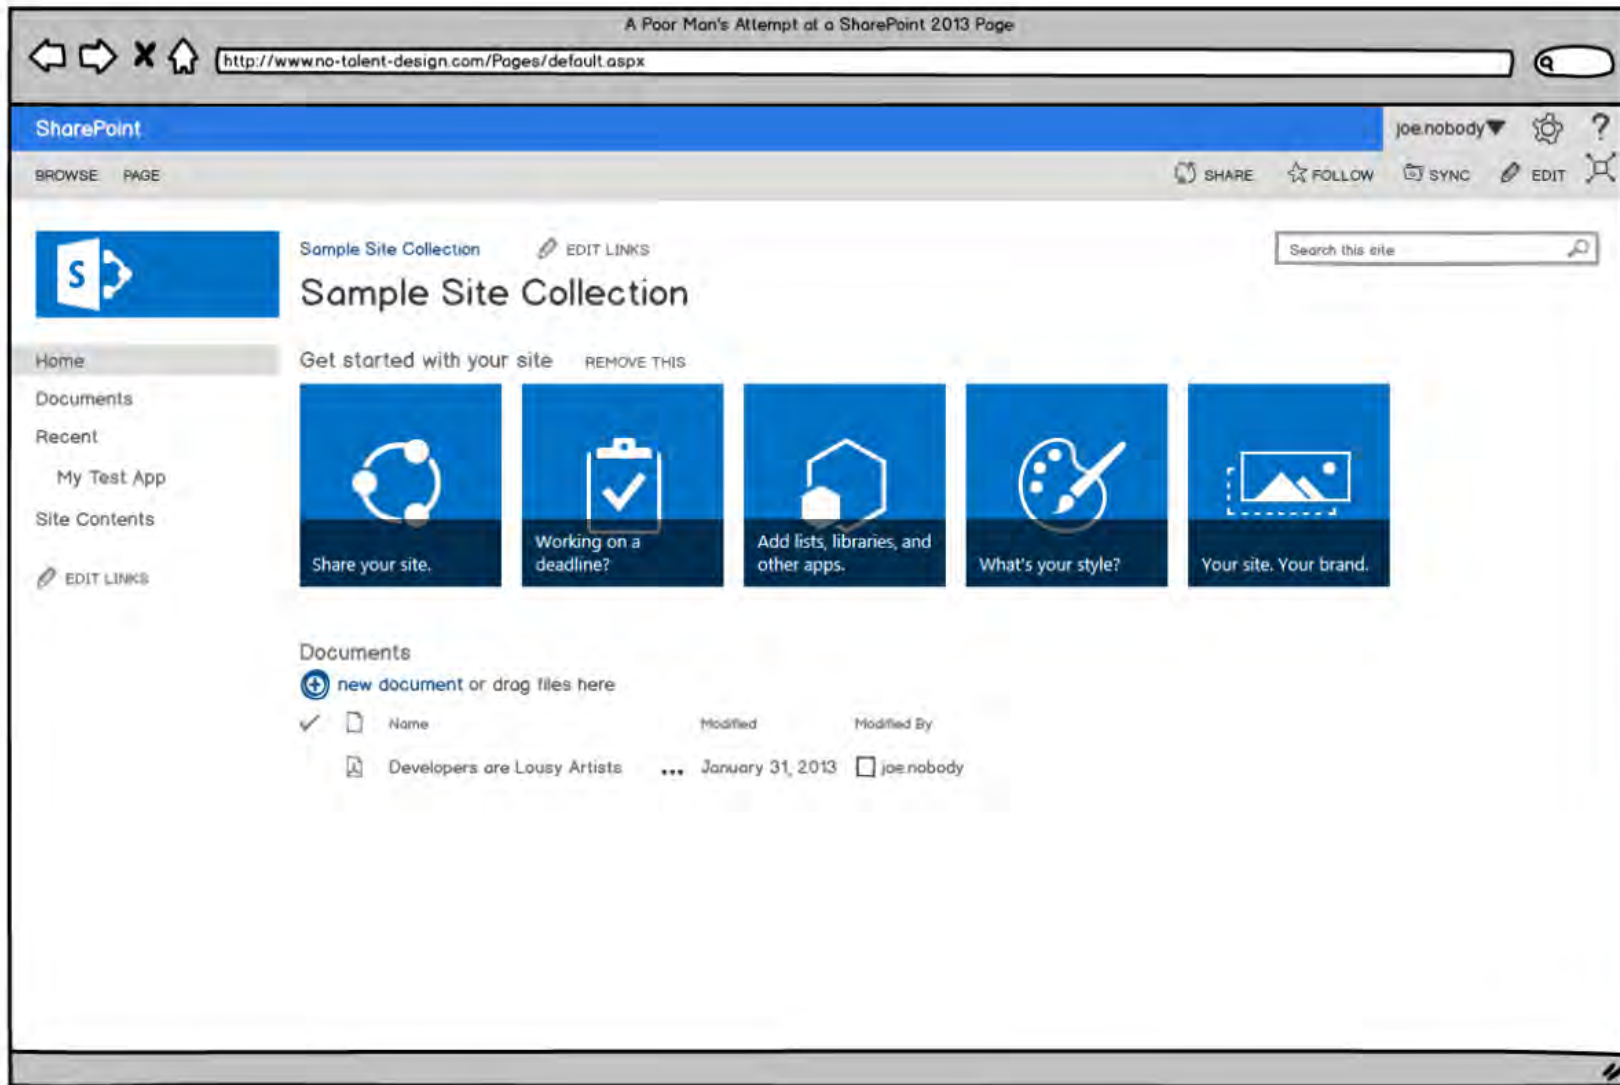 A Poor Man's Attempt at a SharePoint 2013 Page
http://www.no-talent-design.com/Pages/default.aspx
SharePoint joe.nobody ?
BROWSE PAGE SHARE FOLLOW SYNC EDIT
S
Sample Site Collection EDIT LINKS Search this site
Sample Site Collection
Home
Documents
Recent
My Test App
Site Contents
EDIT LINKS
Get started with your site REMOVE THIS
Share your site.
Working on a
deadline?
Add lists, libraries, and
other apps.
What's your style?
Your site. Your brand.
Documents
new document or drag files here
Name Modified Modified By
Developers are Lousy Artists ... January 31, 2013 joe.nobody